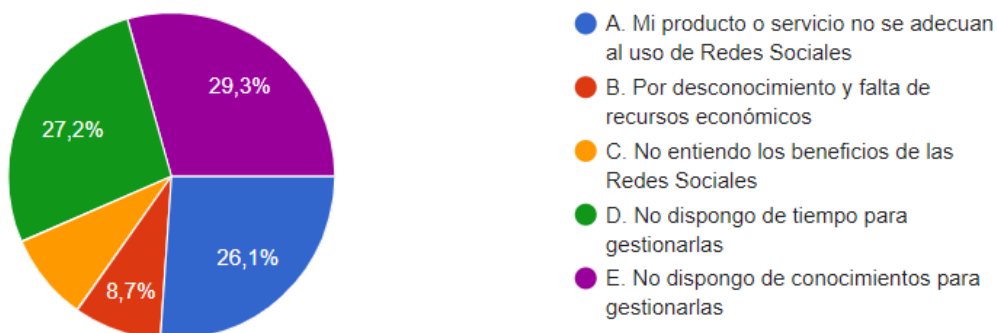 29,3%
27,2%
26,1%
8,7%
A. Mi producto o servicio no se adecuan
al uso de Redes Sociales
B. Por desconocimiento y falta de
recursos económicos
C. No entiendo los beneficios de las
Redes Sociales
D. No dispongo de tiempo para
gestionarlas
E. No dispongo de conocimientos para
gestionarlas